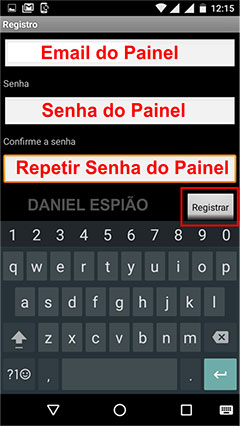 12:15
Registro
Email do Painel
Senha
Senha do Painel
Confirme a senha
Repetir Senha do Painel
DANIEL ESPIÃO
Registrar
1 2 3 4 5 6 7 8 9 0
q w e r t y u i o p
a s d f g h j k l
z x c v b n m
?1☺ , .